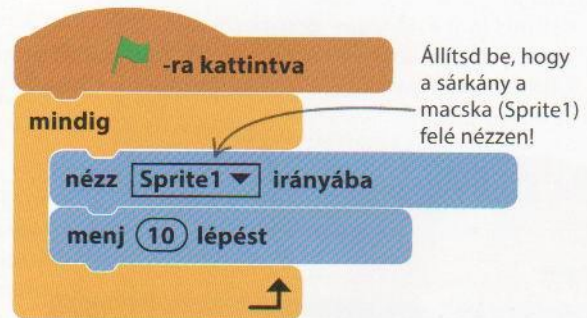 -ra kattintva
mindig
nézz Sprite1 irányába
menj 10 lépést
Állítsd be, hogy
a sárkány a
macska (Sprite1)
felé nézzen!